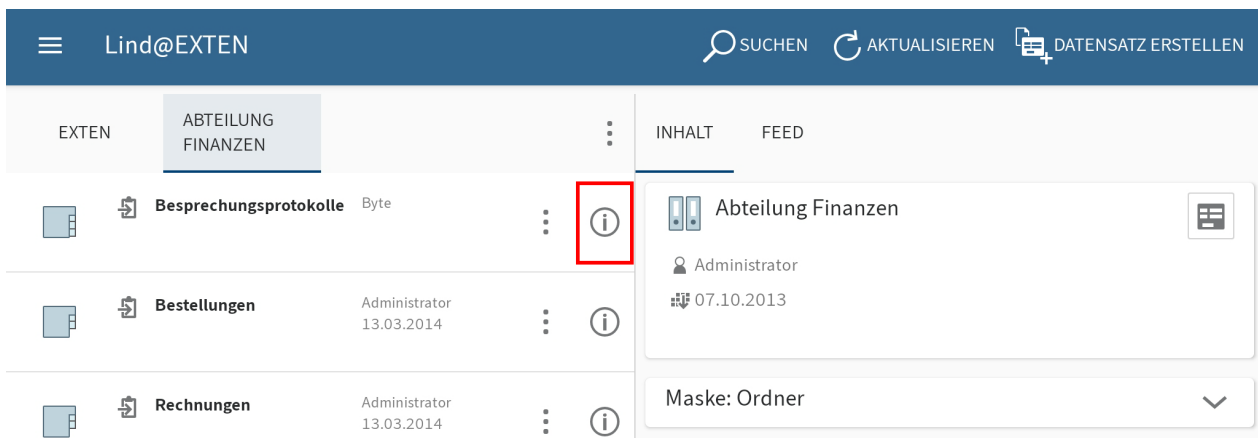 Lind@EXTEN
SUCHEN
AKTUALISIEREN
DATENSATZ ERSTELLEN
EXTEN
ABTEILUNG
FINANZEN
INHALT
FEED
Besprechungsprotokolle
Byte
Bestellungen
Administrator
13.03.2014
Rechnungen
Administrator
13.03.2014
Abteilung Finanzen
Administrator
07.10.2013
Maske: Ordner